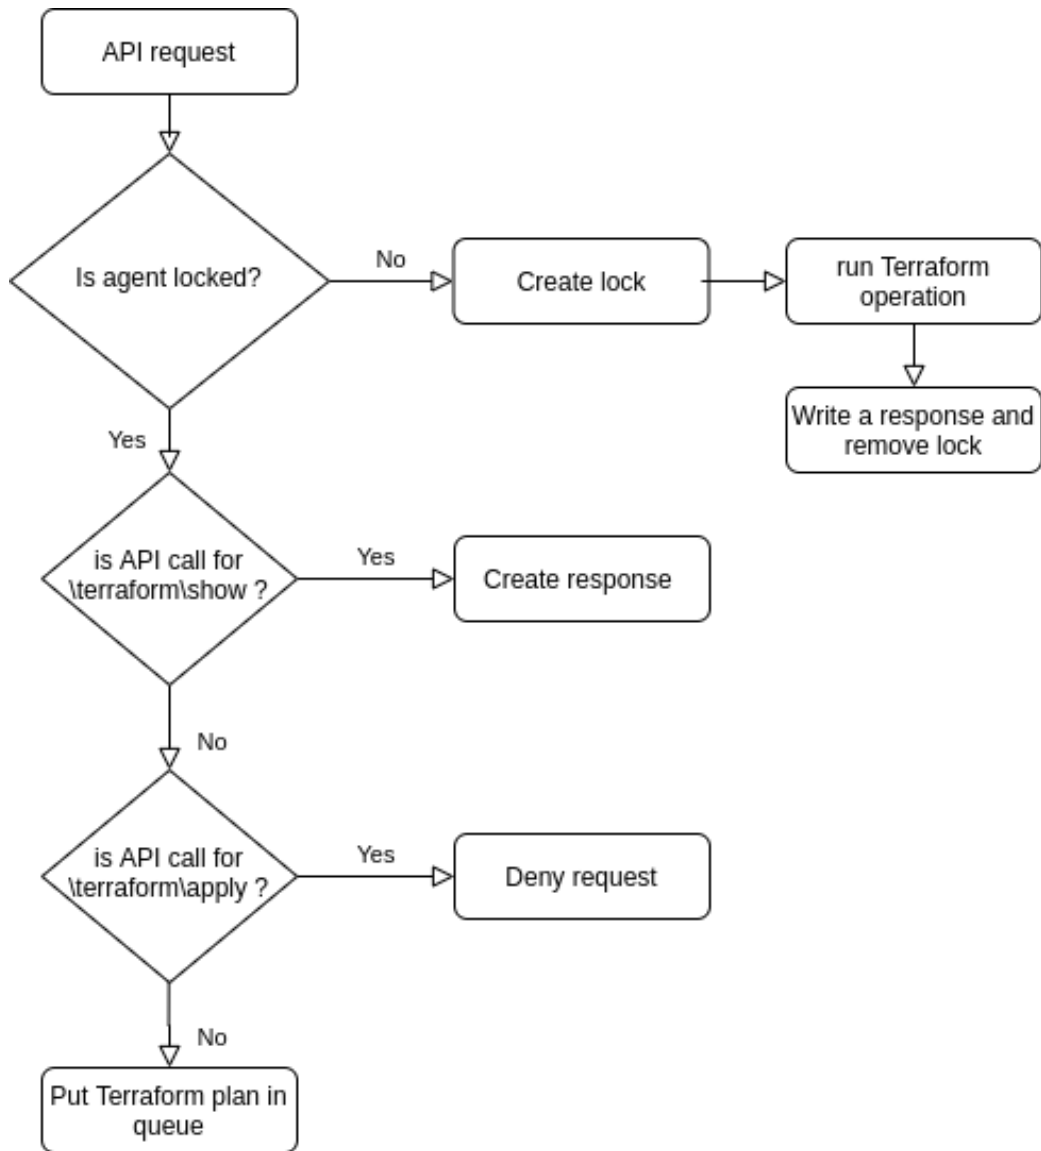 API request
Is agent locked?
No
Create lock
run Terraform
operation
Write a response and
remove lock
Yes
is API call for
\terraform\show ?
Yes
Create response
No
is API call for
\terraform\apply ?
Yes
Deny request
No
Put Terraform plan in
queue